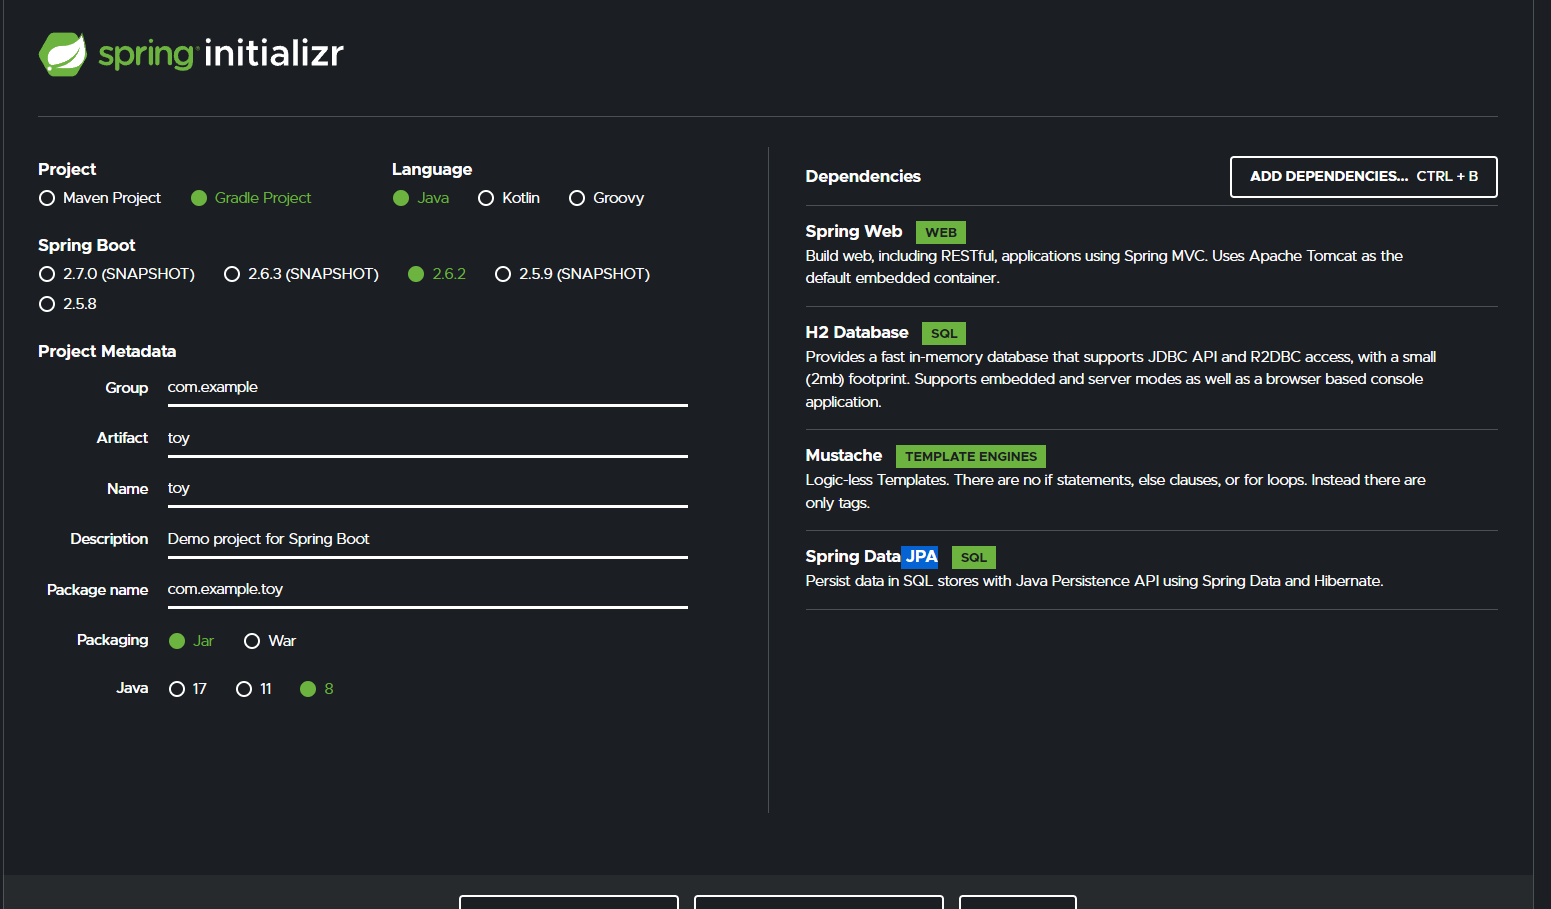 spring initializr
Project
Maven Project
Gradle Project
Language
Java
Kotlin
Groovy
Spring Boot
2.7.0 (SNAPSHOT)
2.6.3 (SNAPSHOT)
2.6.2
2.5.9 (SNAPSHOT)
2.5.8
Project Metadata
Group com.example
Artifact toy
Name toy
Description Demo project for Spring Boot
Package name com.example.toy
Packaging Jar War
Java 17 11 8
Dependencies
ADD DEPENDENCIES... CTRL + B
Spring Web WEB
Build web, including RESTful, applications using Spring MVC. Uses Apache Tomcat as the
default embedded container.
H2 Database SQL
Provides a fast in-memory database that supports JDBC API and R2DBC access, with a small
(2mb) footprint. Supports embedded and server modes as well as a browser based console
application.
Mustache TEMPLATE ENGINES
Logic-less Templates. There are no if statements, else clauses, or for loops. Instead there are
only tags.
Spring Data JPA SQL
Persist data in SQL stores with Java Persistence API using Spring Data and Hibernate.